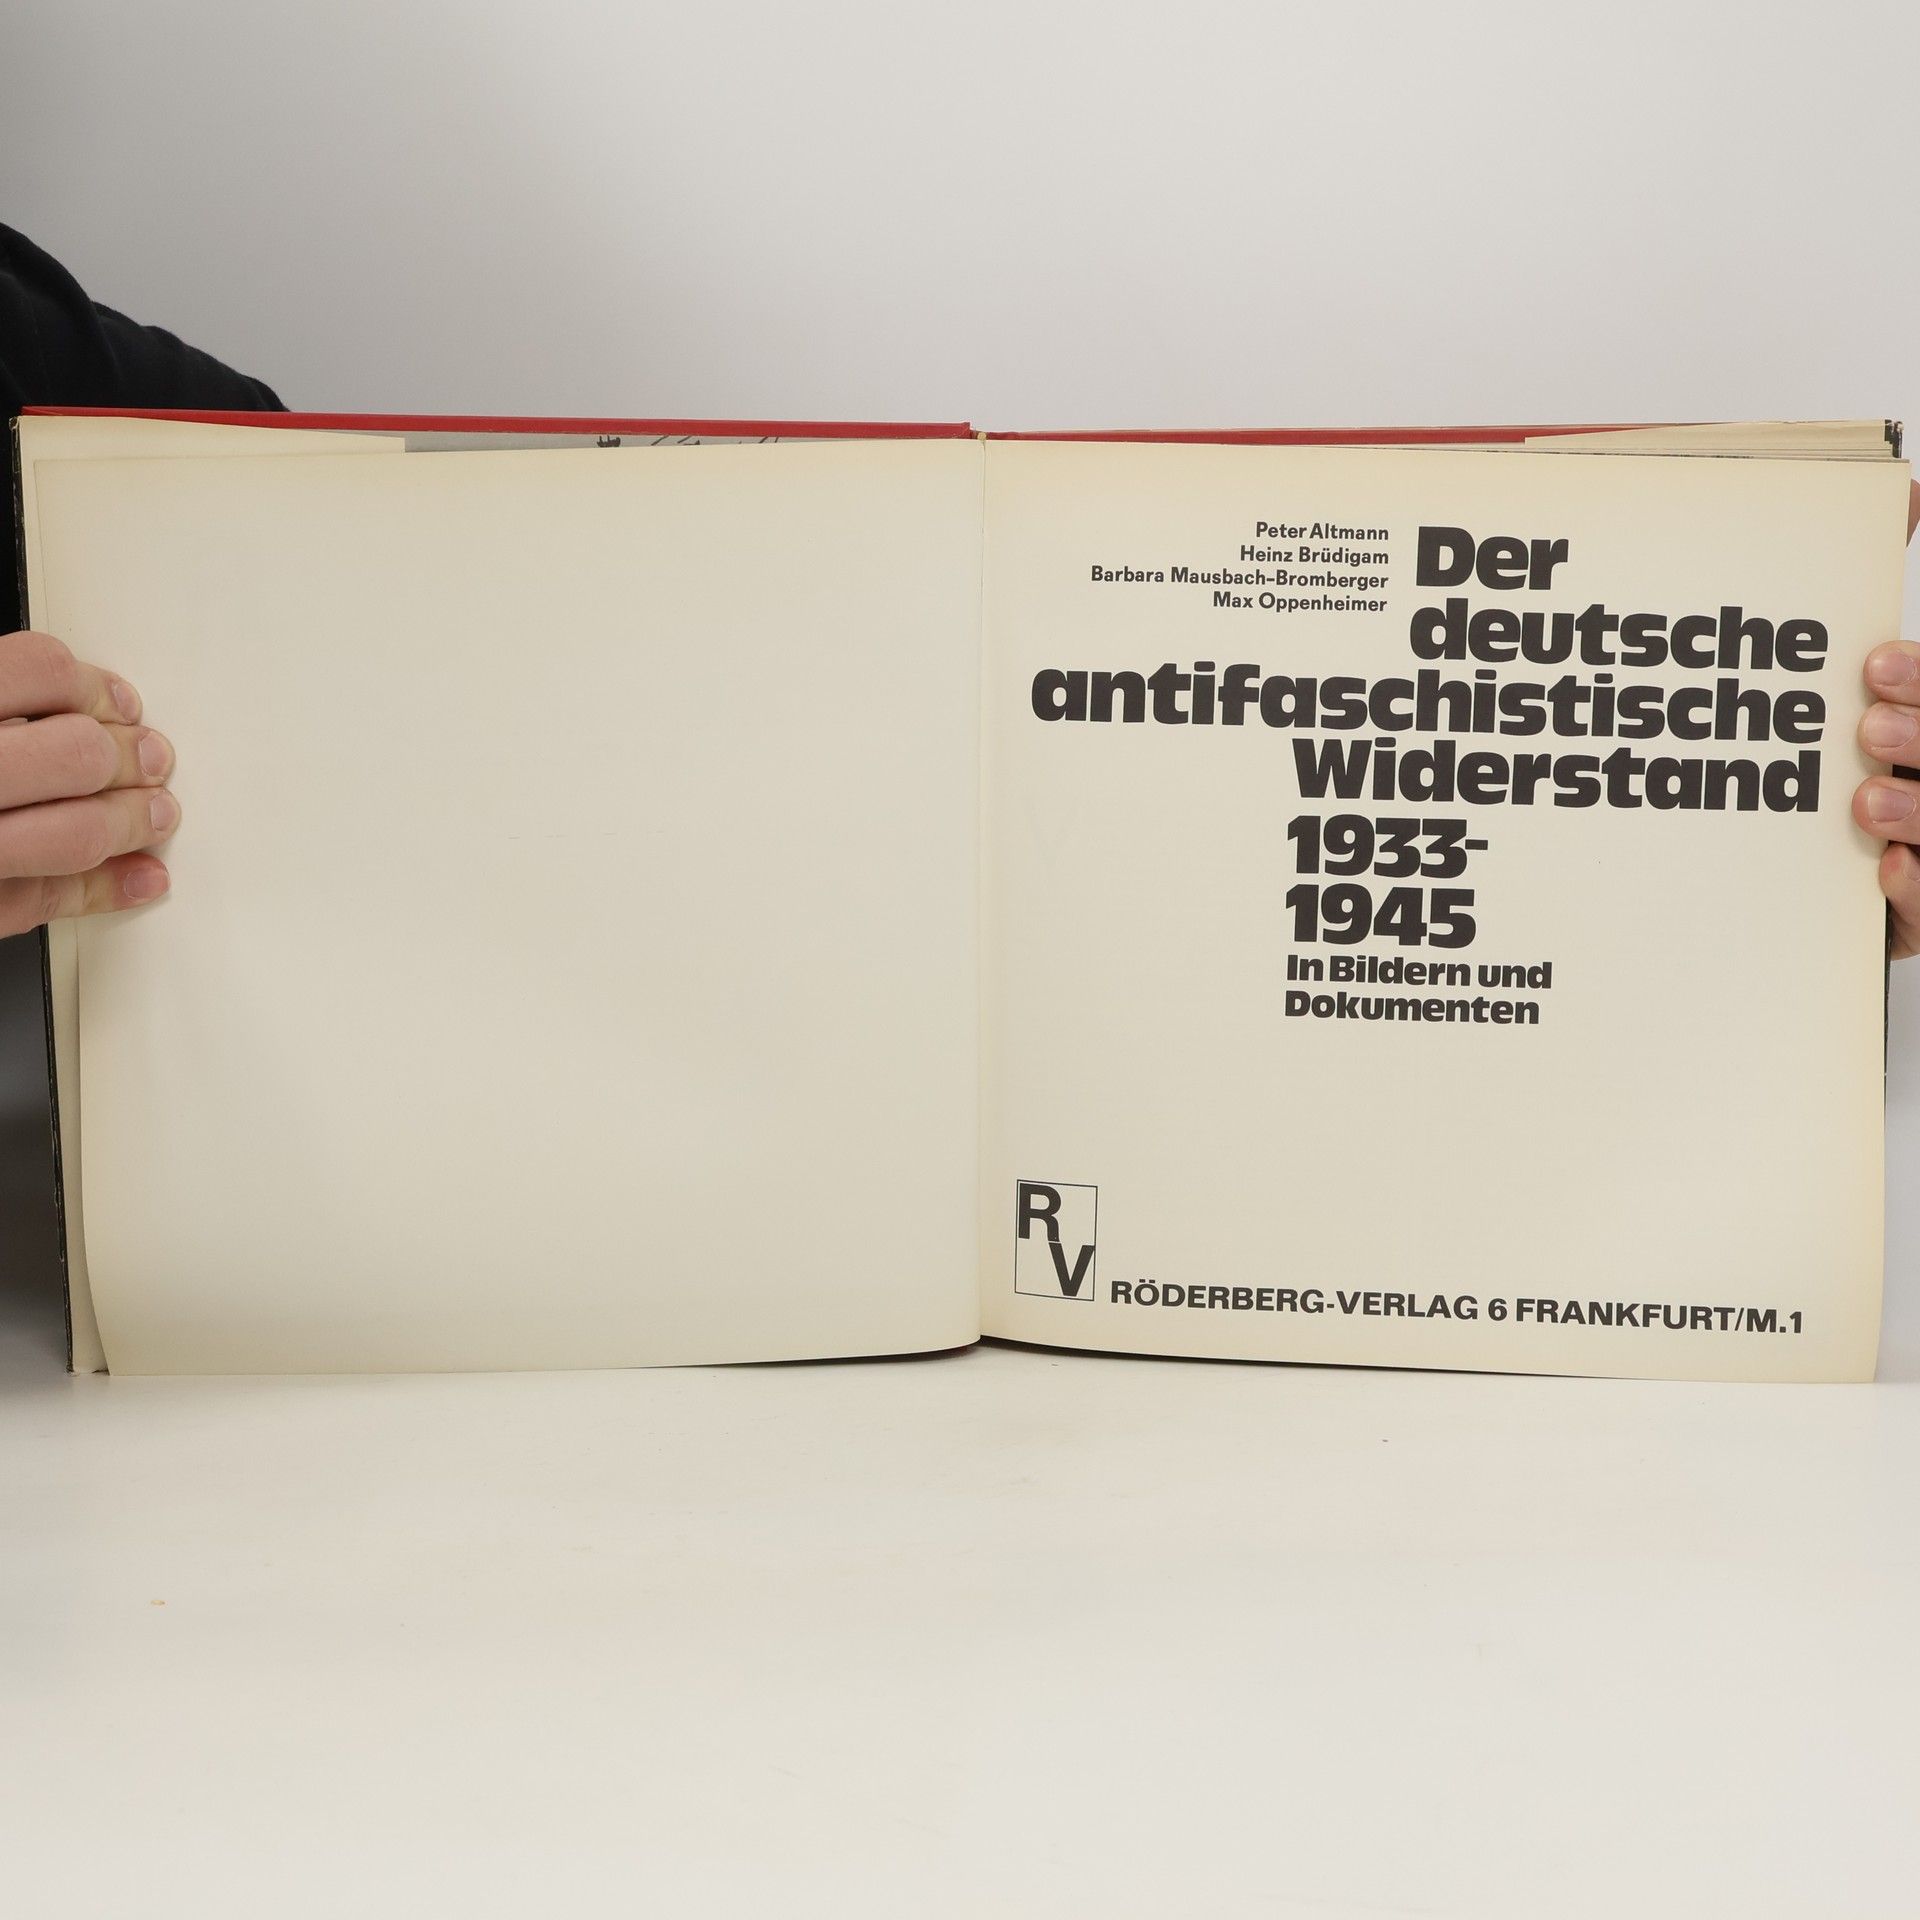 Peter Altmann
Heinz Brüdigam
Barbara Mausbach-Bromberger
Max Oppenheimer
Der
deutsche
antifaschistische
Widerstand
1933-
1945
In Bildern und
Dokumenten
RV
RÖDERBERG-VERLAG 6 FRANKFURT/M.1